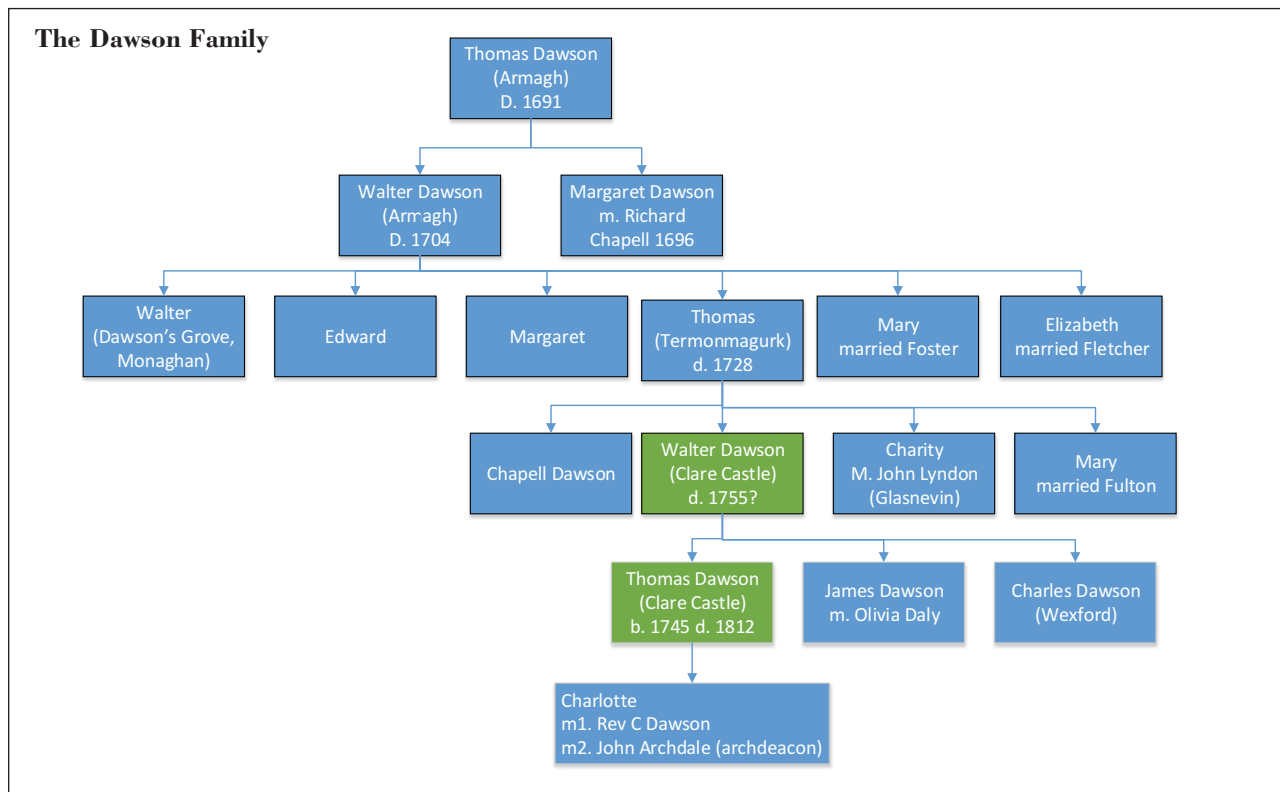 The Dawson Family
Thomas Dawson
(Armagh)
D. 1691
Walter Dawson
(Armagh)
D. 1704
Margaret Dawson
m. Richard
Chapell 1696
Walter
(Dawson's Grove,
Monaghan)
Edward
Margaret
Thomas
(Termonmagurk)
d. 1728
Mary
married Foster
Elizabeth
married Fletcher
Chapell Dawson
Walter Dawson
(Clare Castle)
d. 1755?
Charity
M. John Lyndon
(Glasnevin)
Mary
married Fulton
Thomas Dawson
(Clare Castle)
b. 1745 d. 1812
James Dawson
m. Olivia Daly
Charles Dawson
(Wexford)
Charlotte
m1. Rev C Dawson
m2. John Archdale (archdeacon)